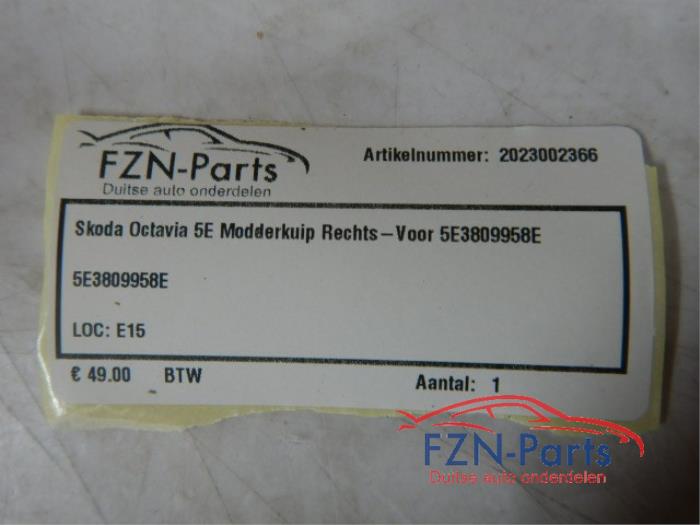 FZN-Parts
Duitse auto onderdelen
Artikelnummer: 2023002366
Skoda Octavia 5E Modderkuip Rechts-Voor 5E3809958E
5E3809958E
LOC: E15
€ 49.00 BTW Aantal: 1
FZN-Parts
Duitse auto onderdelen